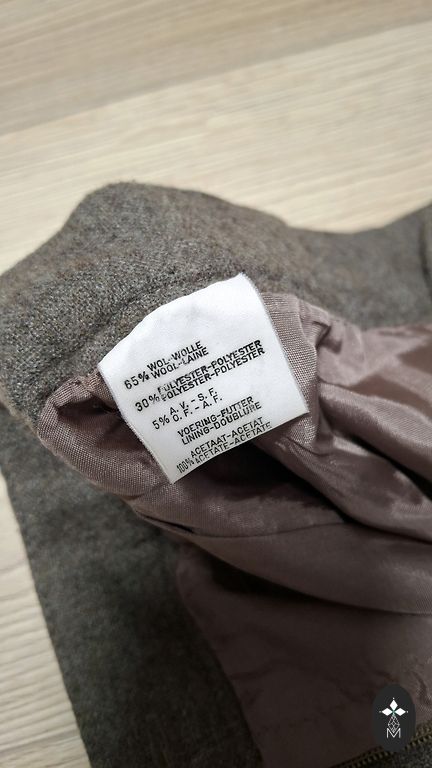 65% WOL-WOLLE
WOOL-LAINE
30% POLYESTER-POLYESTER
POLYESTER-POLYESTER
5% A.V. - S.F.
O.F. - A.F.
VOERING-FUTTER
LINING-DOUBLURE
100% ACETAAT-ACETAT
ACETATE-ACETATE
M